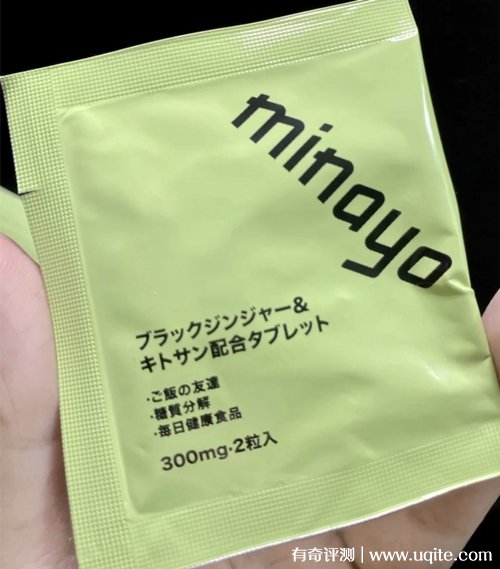 minayo
ブラックジンジャー&
キトサン配合タブレット
·ご飯の友達
·糖質分解
·毎日健康食品
300mg·2粒入
有奇评测 | www.uqite.com